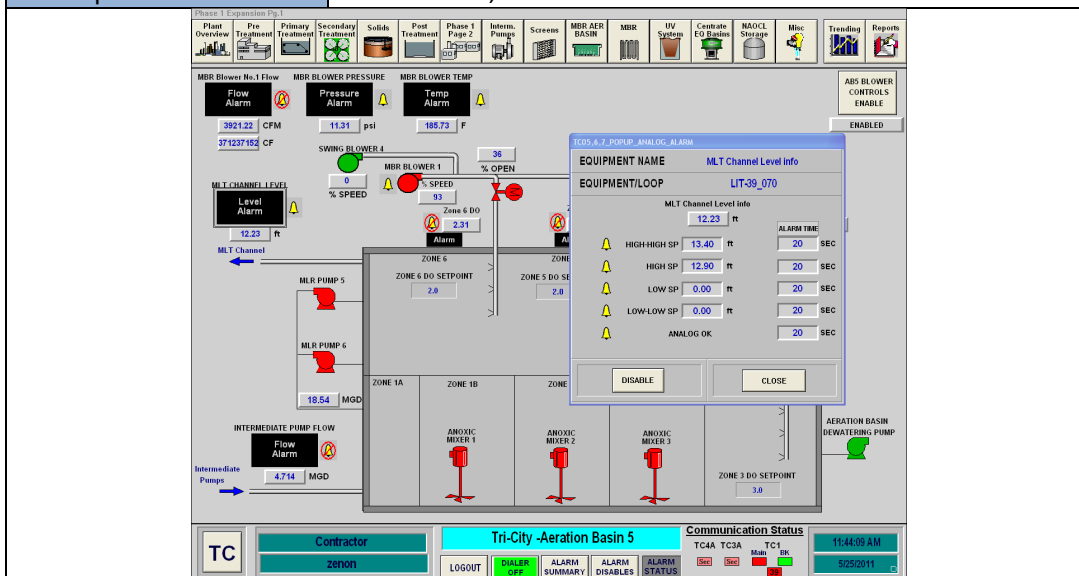 Phase 1 Expansion Pg.1
Plant Overview
Pre Treatment
Primary Treatment
Secondary Treatment
Solids
Post Treatment
Phase 1 Page 2
Interm. Pumps
Screens
MBR AER BASIN
MBR
UV System
Centrate EQ Basins
NAOCL Storage
Misc
Trending
Reports
MBR Blower No.1 Flow
MBR BLOWER PRESSURE
MBR BLOWER TEMP
Flow Alarm
Pressure Alarm
Temp Alarm
3921.22 CFM
11.31 psi
185.73 F
371237152 CF
AB5 BLOWER
CONTROLS
ENABLE
ENABLED
SWING BLOWER 4
0
% SPEED
MBR BLOWER 1
% SPEED
93
36
% OPEN
MLT CHANNEL LEVEL
Level
Alarm
12.23 ft
MLT Channel
Zone 6 DO
2.31
Alarm
ZONE 6
ZONE
ZONE 6 DO SETPOINT
2.0
ZONE 5 DO SE
2.0
TC05,6,7_POPUP_ANALOG_ALARM
EQUIPMENT NAME MLT Channel Level info
EQUIPMENT/LOOP LIT-39_070
MLT Channel Level info
12.23 ft
ALARM TIME
HIGH-HIGH SP 13.40 ft 20 SEC
HIGH SP 12.90 ft 20 SEC
LOW SP 0.00 ft 20 SEC
LOW-LOW SP 0.00 ft 20 SEC
ANALOG OK 20 SEC
DISABLE CLOSE
MLR PUMP 5
MLR PUMP 6
18.54 MGD
ZONE 1A
ZONE 1B
ZONE
INTERMEDIATE PUMP FLOW
Flow
Alarm
4.714 MGD
Intermediate
Pumps
ANOXIC
MIXER 1
ANOXIC
MIXER 2
ANOXIC
MIXER 3
ZONE 3 DO SETPOINT
3.0
AERATION BASIN
DEWATERING PUMP
TC
Contractor
zenon
Tri-City -Aeration Basin 5
LOGOUT
DIALER OFF
ALARM SUMMARY
ALARM DISABLES
ALARM STATUS
Communication Status
TC4A TC3A TC1
Main BK
Sec Sec
39
11:44:09 AM
5/25/2011